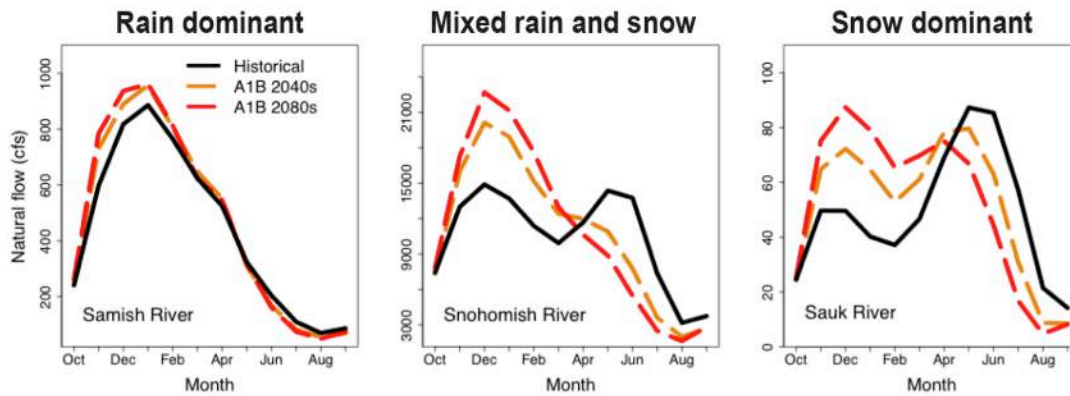 Rain dominant
Mixed rain and snow
Snow dominant
Historical
A1B 2040s
A1B 2080s
Natural flow (cfs)
1000
800
600
400
200
Samish River
Oct Dec Feb Apr Jun Aug
Month
21000
15000
9000
3000
Snohomish River
Oct Dec Feb Apr Jun Aug
Month
100
80
60
40
20
0
Sauk River
Oct Dec Feb Apr Jun Aug
Month